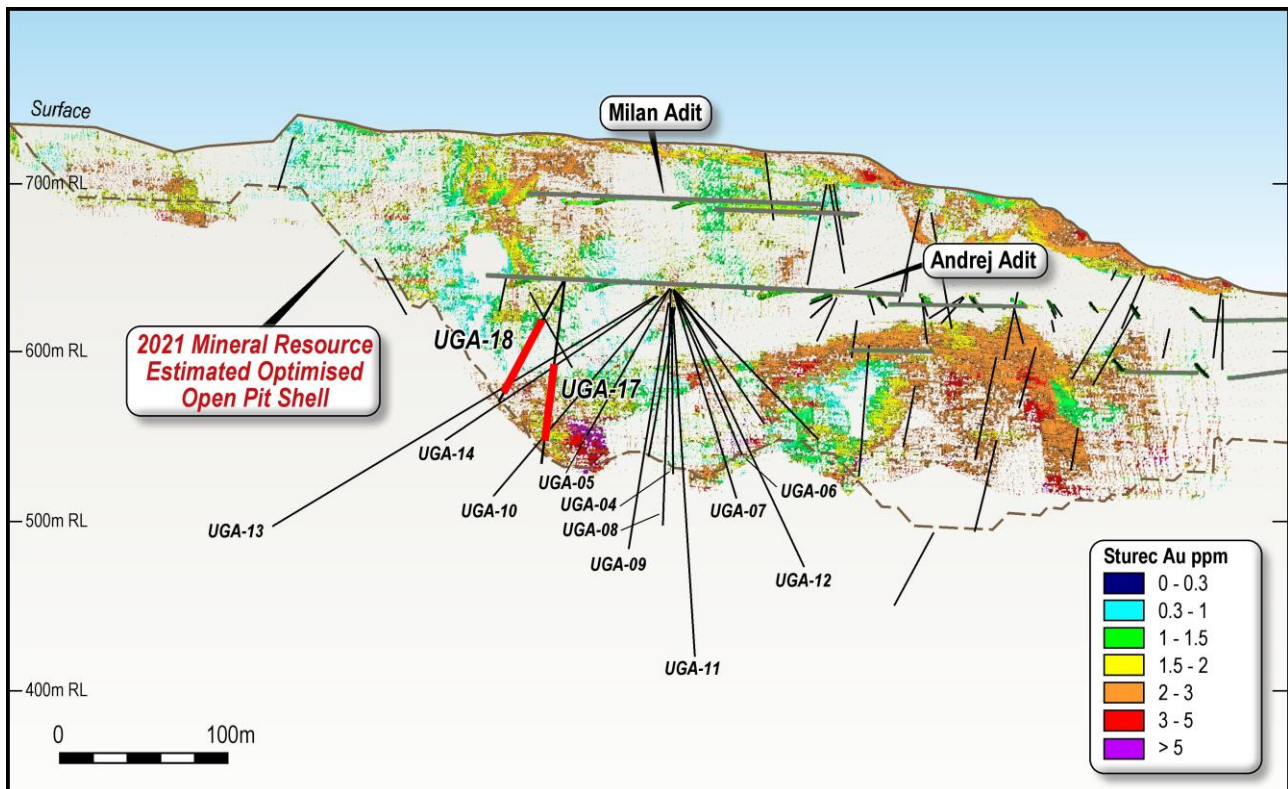 Surface
Milan Adit
700m RL
Andrej Adit
2021 Mineral Resource
Estimated Optimised
Open Pit Shell
600m RL
UGA-18
UGA-17
UGA-14
UGA-05
UGA-04
UGA-06
UGA-10
UGA-07
UGA-13
500m RL
UGA-08
UGA-09
UGA-12
UGA-11
400m RL
0 100m
Sturec Au ppm
0 - 0.3
0.3 - 1
1 - 1.5
1.5 - 2
2 - 3
3 - 5
> 5